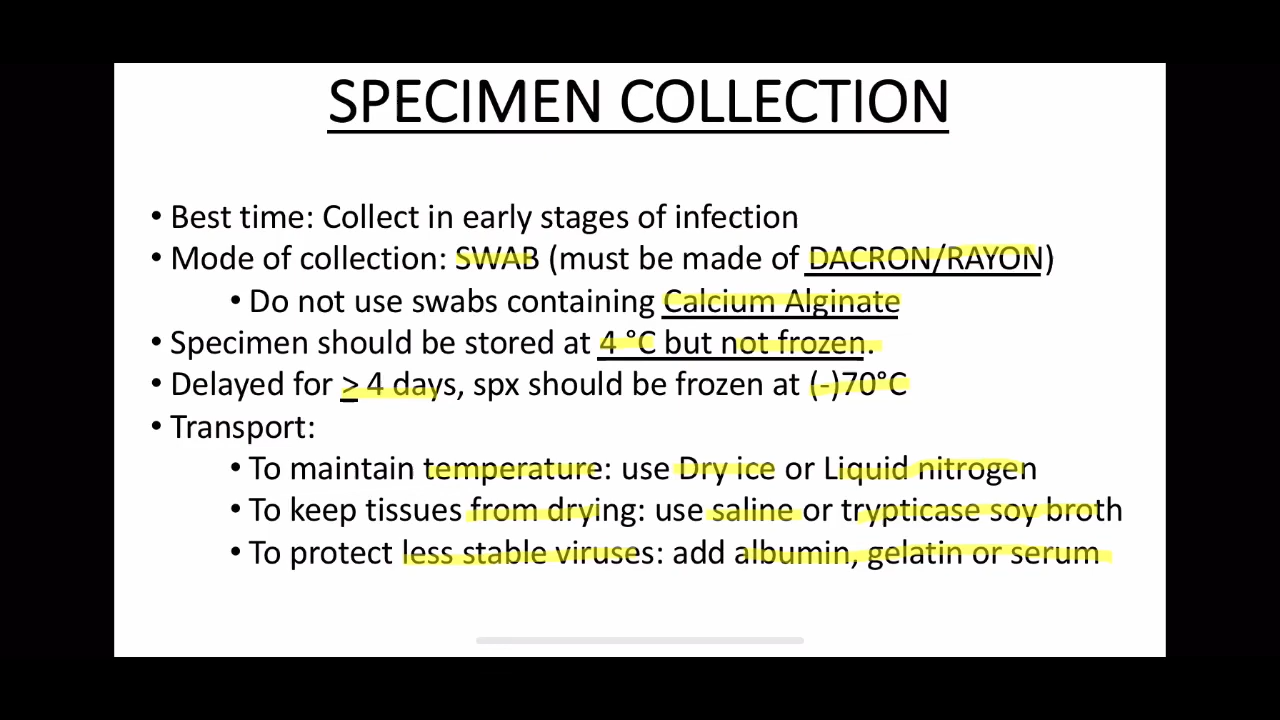 SPECIMEN COLLECTION
• Best time: Collect in early stages of infection
• Mode of collection: SWAB (must be made of DACRON/RAYON)
• Do not use swabs containing Calcium Alginate
• Specimen should be stored at 4 °C but not frozen.
• Delayed for > 4 days, spx should be frozen at (-)70°C
• Transport:
• To maintain temperature: use Dry ice or Liquid nitrogen
• To keep tissues from drying: use saline or trypticase soy broth
• To protect less stable viruses: add albumin, gelatin or serum